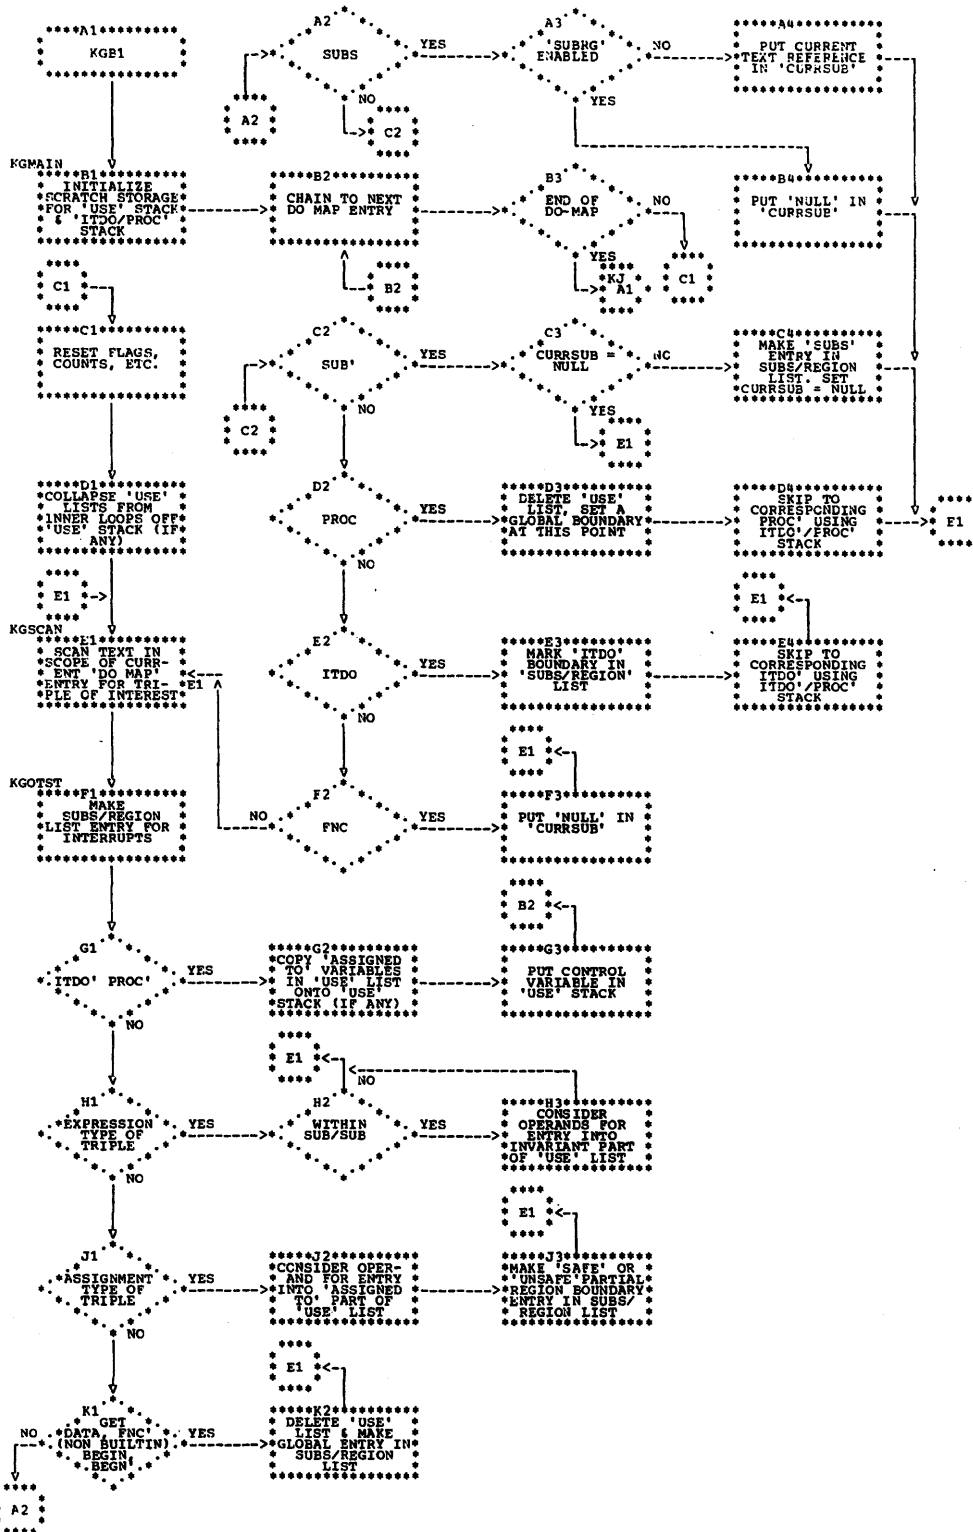 A1
KGB1
A2
SUBS
YES
NO
A3
'SUBRG'
ENABLED
NO
YES
A4
PUT CURRENT
TEXT REFERENCE
IN 'CURRSUB'
A2
C2
KGMAIN
B1
INITIALIZE
SCRATCH STORAGE
FOR 'USE' STACK
& 'ITDO/PROC'
STACK
B2
CHAIN TO NEXT
DO MAP ENTRY
B3
END OF
DO-MAP
NO
YES
B4
PUT 'NULL' IN
'CURRSUB'
C1
B2
KJ
A1
C1
C1
RESET FLAGS,
COUNTS, ETC.
C2
SUB'
YES
NO
C3
CURRSUB =
NULL
NO
YES
C4
MAKE 'SUBS'
ENTRY IN
SUBS/REGION
LIST. SET
CURRSUB = NULL
C2
E1
D1
COLLAPSE 'USE'
LISTS FROM
INNER LOOPS OFF
'USE' STACK (IF
ANY)
D2
PROC
YES
NO
D3
DELETE 'USE'
LIST, SET A
GLOBAL BOUNDARY
AT THIS POINT
D4
SKIP TO
CORRESPCNDING
PROC' USING
ITDO'/PROC'
STACK
E1
E1
E1
KGSCAN
E1
SCAN TEXT IN
SCOPE OF CURR-
ENT 'DO MAP'
ENTRY FOR TRI-
PLE OF INTEREST
E1
E2
ITDO
YES
NO
E3
MARK 'ITDO'
BOUNDARY IN
'SUBS/REGION'
LIST
E4
SKIP TO
CORRESPONDING
ITDO' USING
ITDO'/PROC'
STACK
E1
KGOTST
F1
MAKE
SUBS/REGION
LIST ENTRY FOR
INTERRUPTS
F2
NO
FNC
YES
F3
PUT 'NULL' IN
'CURRSUB'
B2
G1
ITDO' PROC'
YES
NO
G2
COPY 'ASSIGNED
TO' VARIABLES
IN 'USE' LIST
ONTO 'USE'
STACK (IF ANY)
G3
PUT CONTROL
VARIABLE IN
'USE' STACK
E1
NO
H1
EXPRESSION
TYPE OF
TRIPLE
YES
NO
H2
WITHIN
SUB/SUB
YES
H3
CONSIDER
OPERANDS FOR
ENTRY INTO
INVARIANT PART
OF 'USE' LIST
E1
J1
ASSIGNMENT
TYPE OF
TRIPLE
YES
NO
J2
CCNSIDER OPER-
AND FOR ENTRY
INTO 'ASSIGNED
TO' PART OF
'USE' LIST
J3
MAKE 'SAFE' OR
'UNSAFE'PARTIAL
REGION BOUNDARY
ENTRY IN SUBS/
REGION LIST
E1
K1
NO
GET
DATA, FNC'
(NON BUILTIN)
BEGIN,
BEGN'
YES
K2
DELETE 'USE'
LIST & MAKE
GLOBAL ENTRY IN
SUBS/REGION
LIST
A2